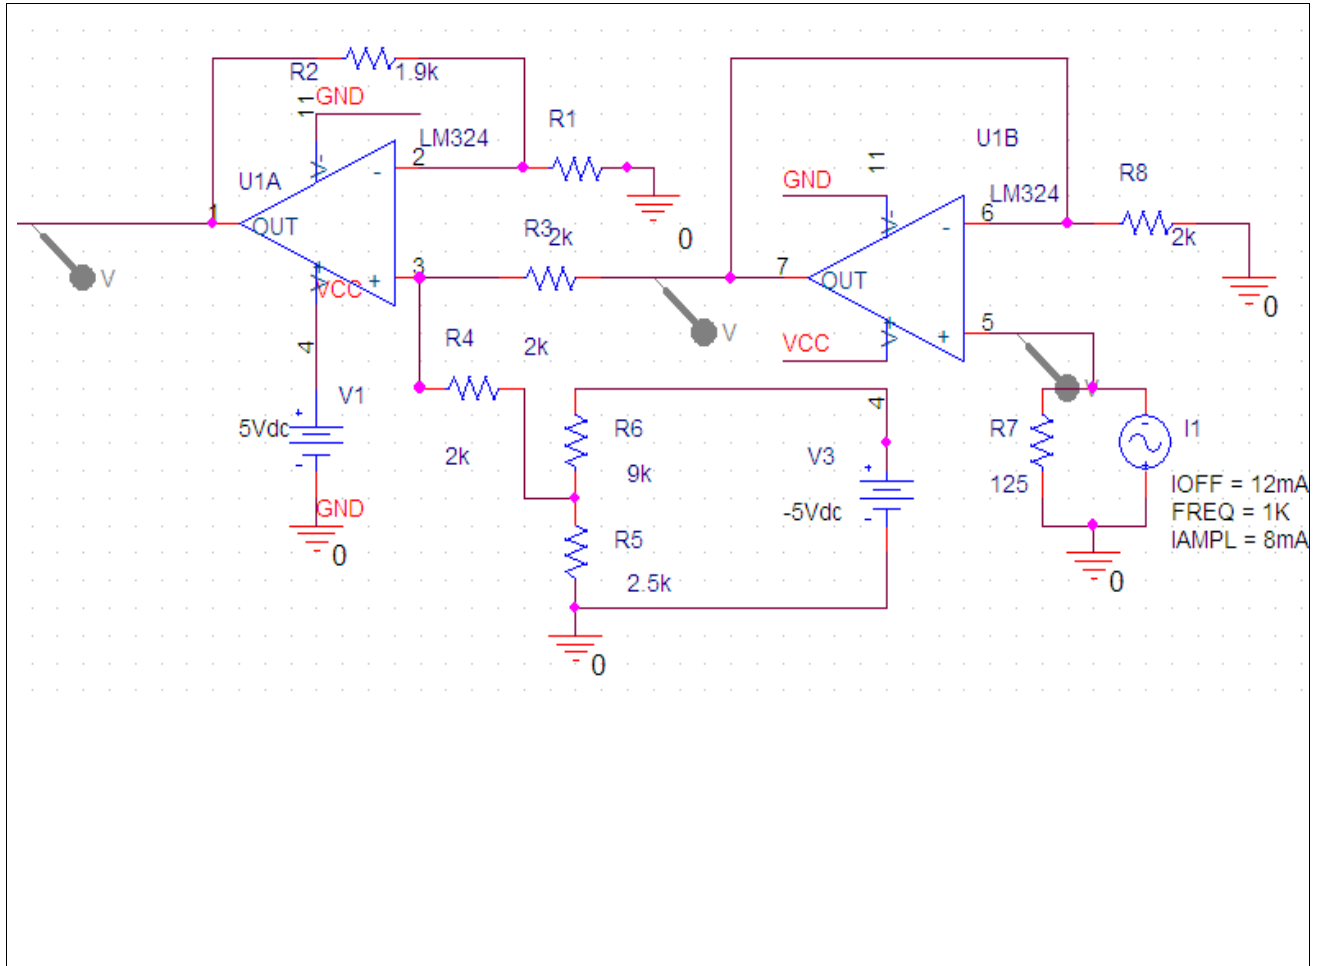 R2
1.9k
GND
11
LM324
2
-
R1
U1A
V-
1
OUT
0
R3
2k
3
+
V+
VCC
4
V
R4
2k
2k
V1
5Vdc
+
-
GND
0
U1B
11
GND
LM324
6
-
V-
R8
2k
0
7
OUT
V
VCC
V+
+
5
V
4
R6
9k
V3
+
-5Vdc
-
R5
2.5k
0
R7
125
-
+
I1
IOFF = 12mA
FREQ = 1K
IAMPL = 8mA
0